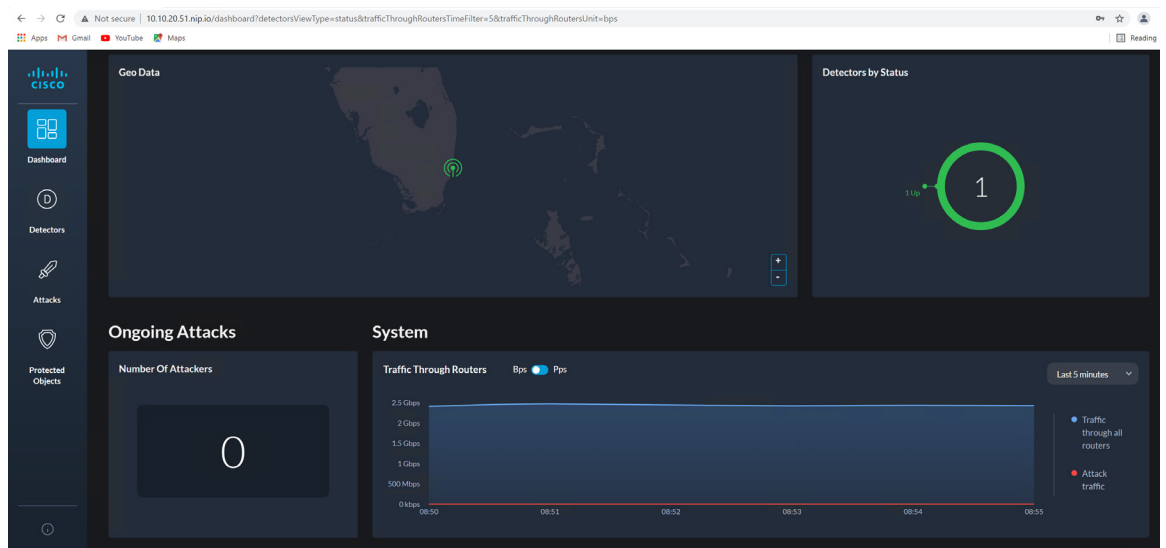 Not secure | 10.10.20.51.nip.io/dashboard?detectorsViewType=status&trafficThroughRoutersTimeFilter=5&trafficThroughRoutersUnit=bps
Apps Gmail YouTube Maps Reading
CISCO
Dashboard
D
Detectors
Attacks
Protected
Objects
Geo Data
+
-
Detectors by Status
1 Up
1
Ongoing Attacks
Number Of Attackers
0
System
Traffic Through Routers Bps Pps
Last 5 minutes
2.5 Gbps
2 Gbps
1.5 Gbps
1 Gbps
500 Mbps
0 kbps
08:50 08:51 08:52 08:53 08:54 08:55
Traffic
through all
routers
Attack
traffic